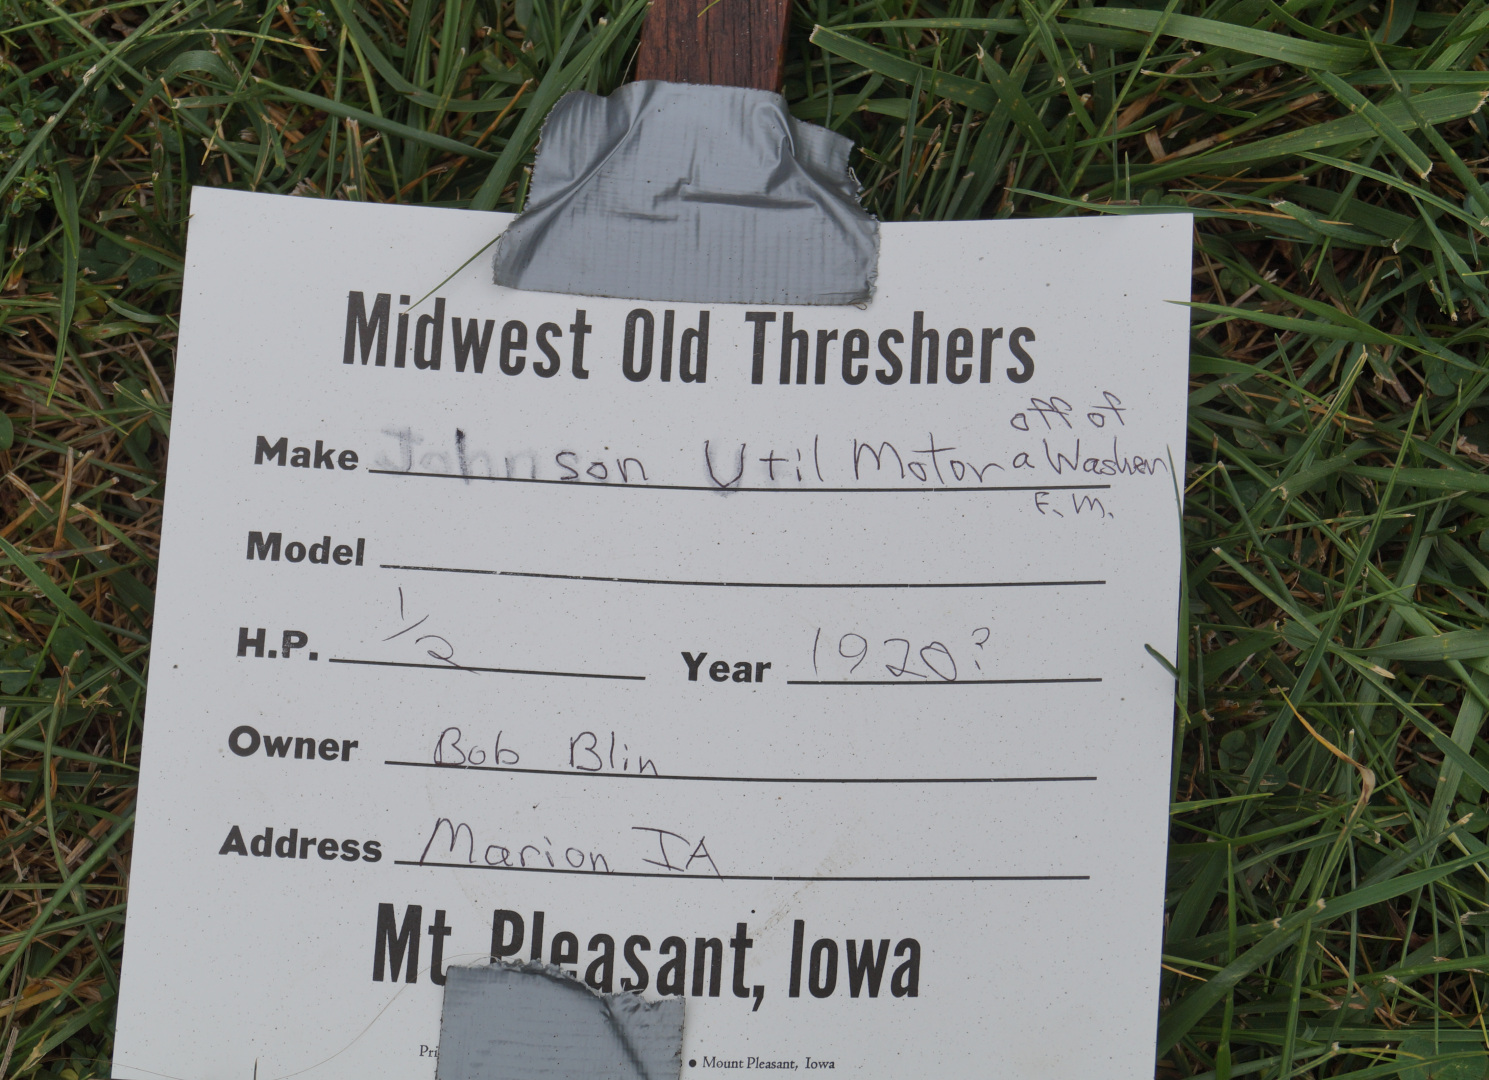 Midwest Old Threshers
off of
Make Johnson Util Motor a Washer
F.M.
Model
H.P. 1/2 Year 1920?
Owner Bob Blin
Address Marion IA
Mt Pleasant, Iowa
• Mount Pleasant, Iowa